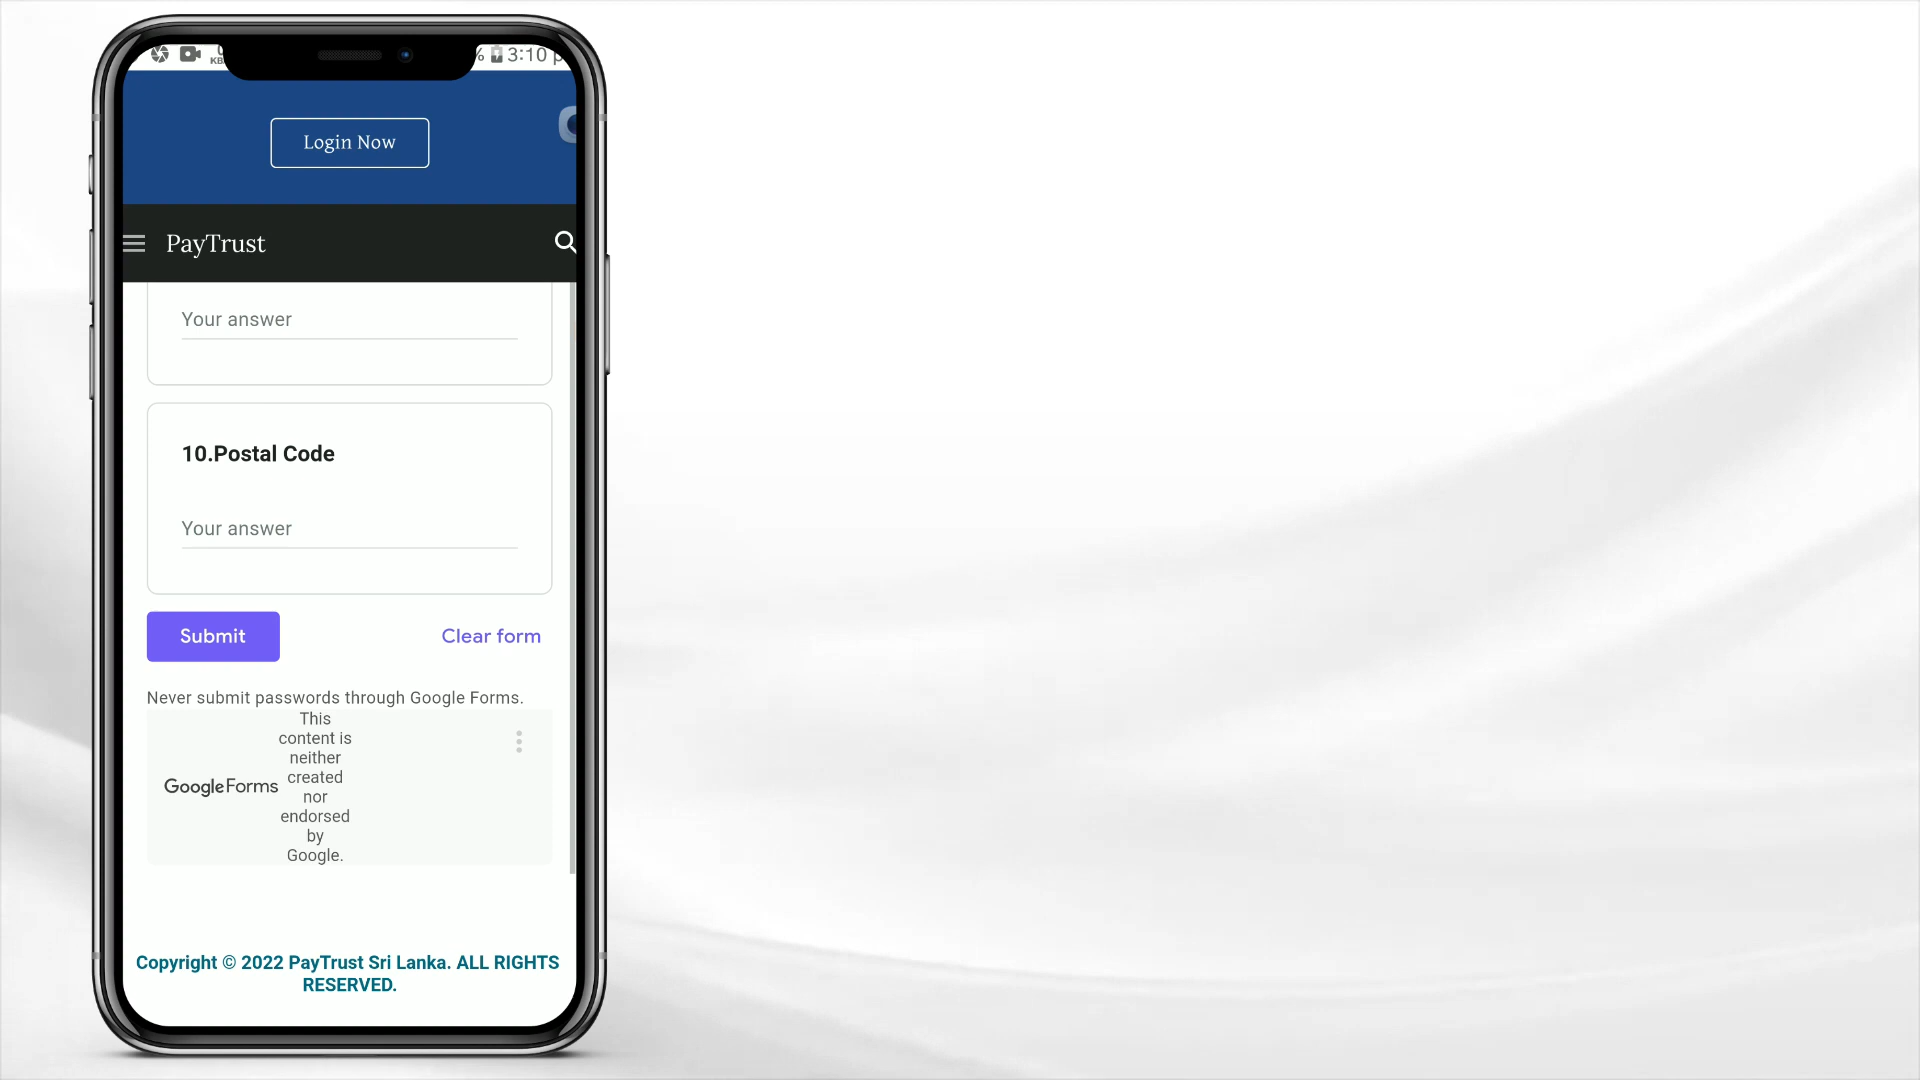 3:10
Login Now
PayTrust
Your answer
10.Postal Code
Your answer
Submit
Clear form
Never submit passwords through Google Forms.
This
content is
neither
created
nor
endorsed
by
Google.
Google Forms
Copyright © 2022 PayTrust Sri Lanka. ALL RIGHTS
RESERVED.